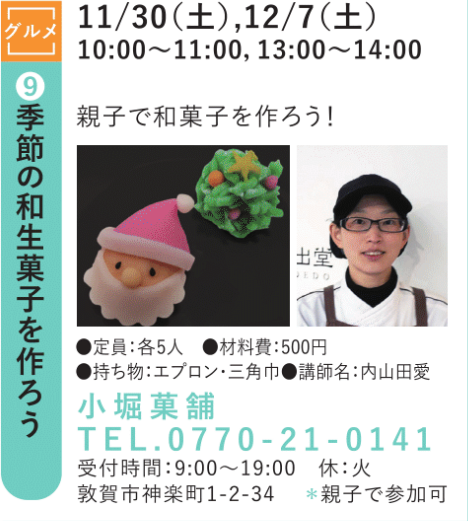 グルメ
❾季節の和生菓子を作ろう
11/30(土),12/7(土)
10:00〜11:00, 13:00〜14:00
親子で和菓子を作ろう!
出堂
●定員:各5人 ●材料費:500円
●持ち物:エプロン・三角巾●講師名:内山田愛
小堀菓舗
TEL.0770-21-0141
受付時間:9:00〜19:00 休:火
敦賀市神楽町1-2-34 *親子で参加可